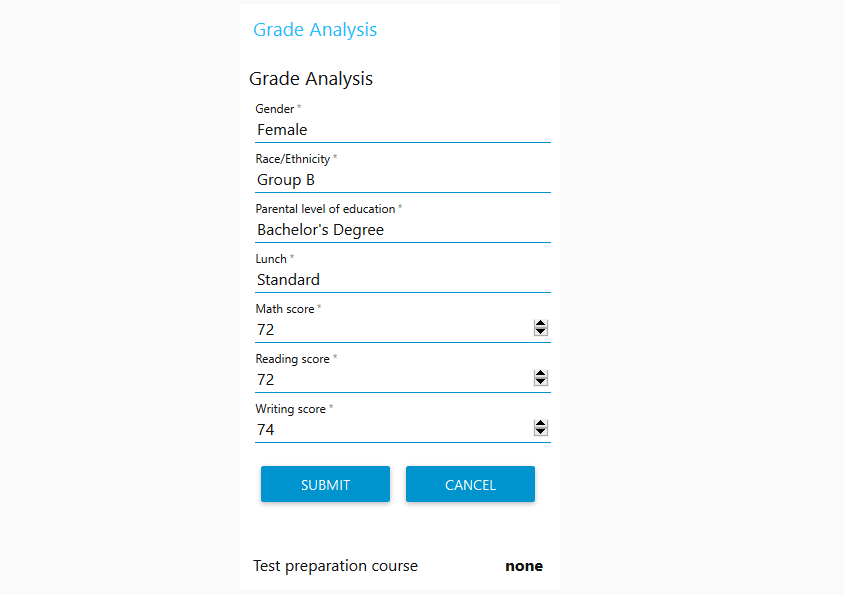 Grade Analysis
Grade Analysis
Gender *
Female
Race/Ethnicity *
Group B
Parental level of education *
Bachelor's Degree
Lunch *
Standard
Math score *
72
Reading score *
72
Writing score *
74
SUBMIT CANCEL
Test preparation course none